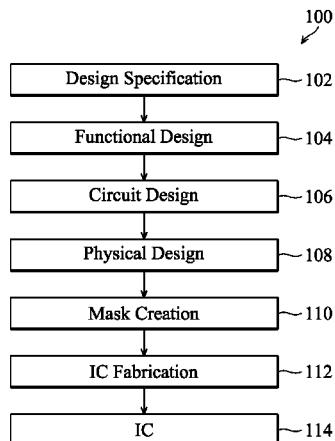 100
Design Specification 102
Functional Design 104
Circuit Design 106
Physical Design 108
Mask Creation 110
IC Fabrication 112
IC 114